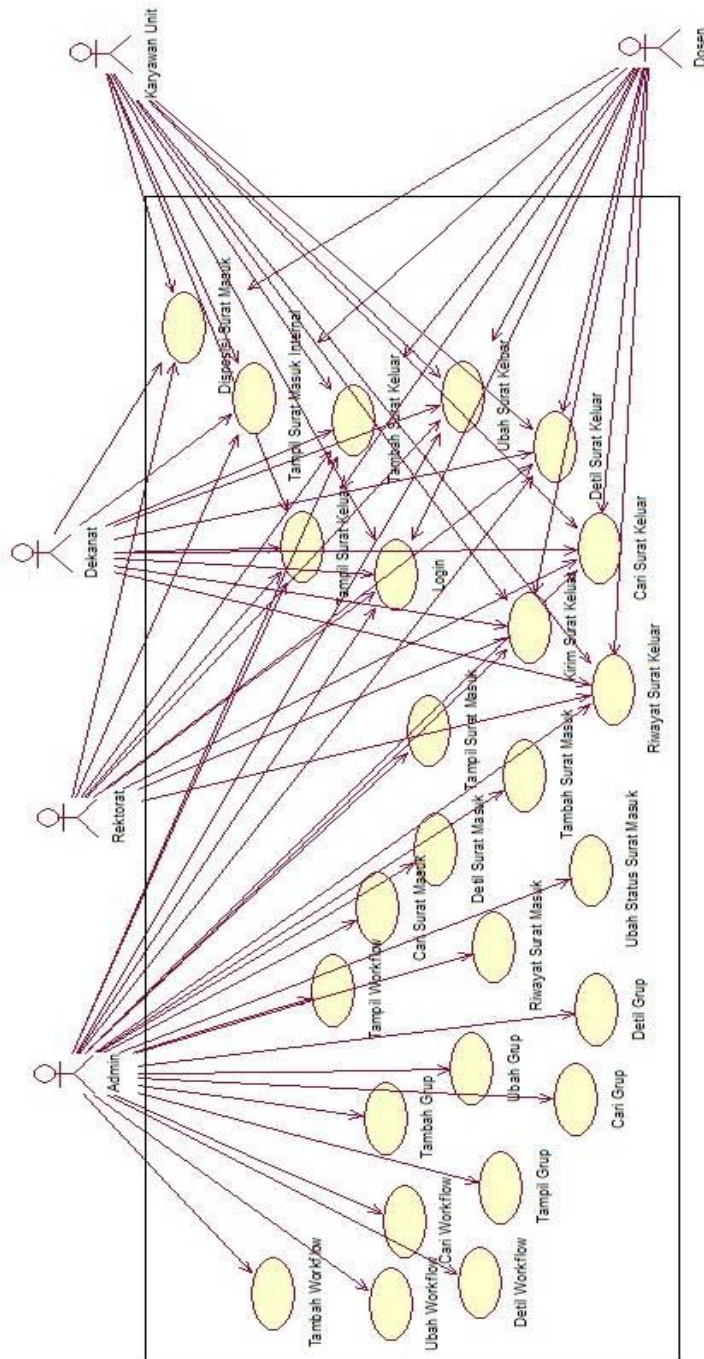 Karyawan Unit
Dosen
Dekanat
Rektorat
Admin
Disposisi Surat Masuk
Tampil Surat Masuk Internal
Tambah Surat Keluar
Ubah Surat Keluar
Detil Surat Keluar
Tampil Surat Keluar
Login
Cari Surat Keluar
Kirim Surat Keluar
Riwayat Surat Keluar
Tampil Surat Masuk
Tambah Surat Masuk
Detil Surat Masuk
Ubah Status Surat Masuk
Cari Surat Masuk
Riwayat Surat Masuk
Tampil Workflow
Detil Grup
Ubah Grup
Cari Grup
Tambah Grup
Tampil Grup
Cari Workflow
Detil Workflow
Ubah Workflow
Tambah Workflow